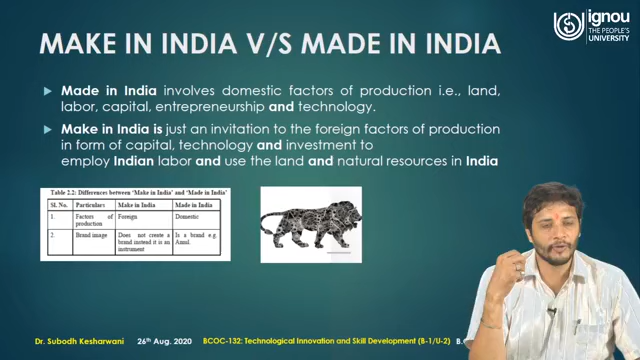 ignou
THE PEOPLE'S
UNIVERSITY
MAKE IN INDIA V/S MADE IN INDIA
Made in India involves domestic factors of production i.e., land,
labor, capital, entrepreneurship and technology.
Make in India is just an invitation to the foreign factors of production
in form of capital, technology and investment to
employ Indian labor and use the land and natural resources in India
Table 2.2: Differences between 'Make in India' and 'Made in India'
Sl. No. Particulars Make in India Made in India
1. Factors of Foreign Domestic
production
2. Brand image Does not create a Is a brand e.g.
brand instead it is an Amul.
instrument
Dr. Subodh Kesharwani 26th Aug. 2020 BCOC-132: Technological Innovation and Skill Development (B-1/U-2) B.